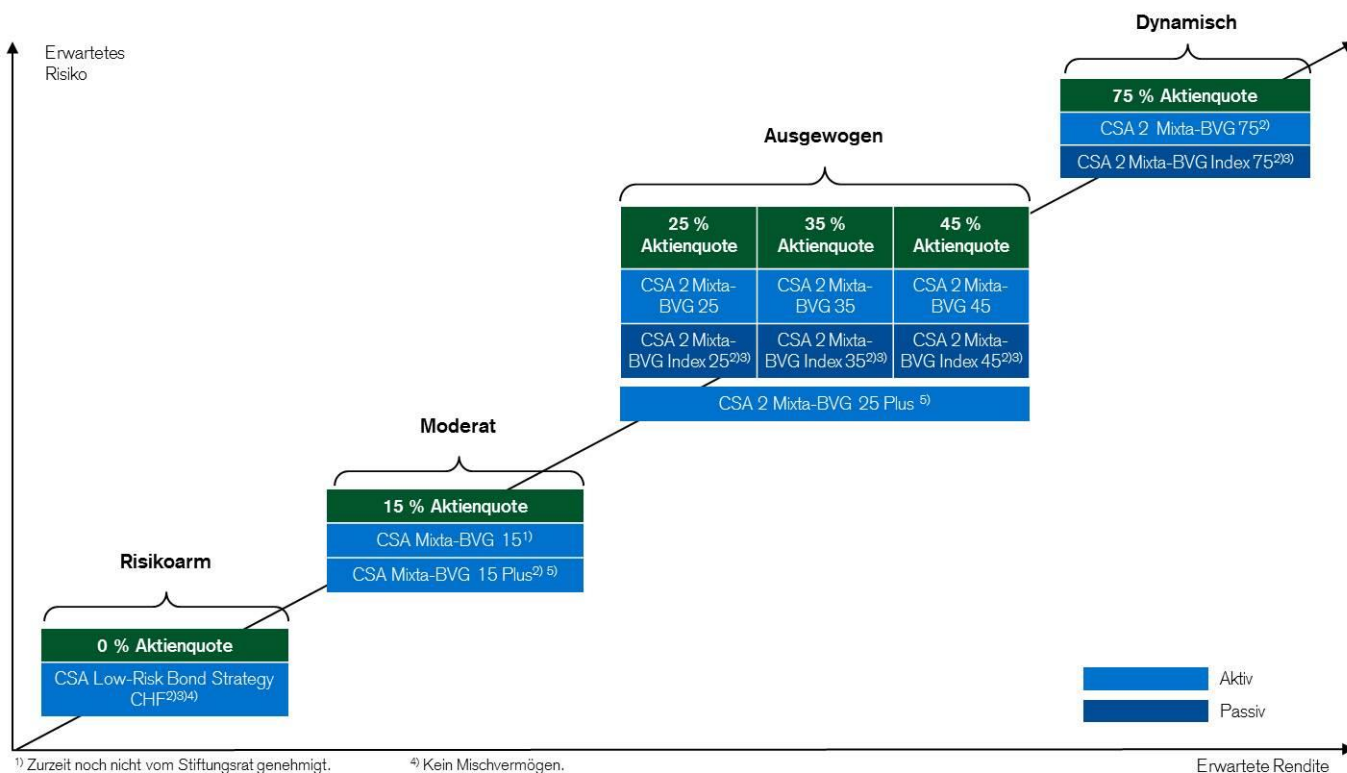 Dynamisch
Erwartetes
Risiko
75 % Aktienquote
CSA 2 Mixta-BVG 75²⁾
CSA 2 Mixta-BVG Index 75²⁾³⁾
Ausgewogen
25 %
Aktienquote
35 %
Aktienquote
45 %
Aktienquote
CSA 2 Mixta-
BVG 25
CSA 2 Mixta-
BVG 35
CSA 2 Mixta-
BVG 45
CSA 2 Mixta-
BVG Index 25²⁾³⁾
CSA 2 Mixta-
BVG Index 35²⁾³⁾
CSA 2 Mixta-
BVG Index 45²⁾³⁾
CSA 2 Mixta-BVG 25 Plus ⁵⁾
Moderat
15 % Aktienquote
CSA Mixta-BVG 15¹⁾
CSA Mixta-BVG 15 Plus²⁾ ⁵⁾
Risikoarm
0 % Aktienquote
CSA Low-Risk Bond Strategy
CHF²⁾³⁾⁴⁾
Aktiv
Passiv
¹⁾ Zurzeit noch nicht vom Stiftungsrat genehmigt.
⁴⁾ Kein Mischvermögen.
Erwartete Rendite